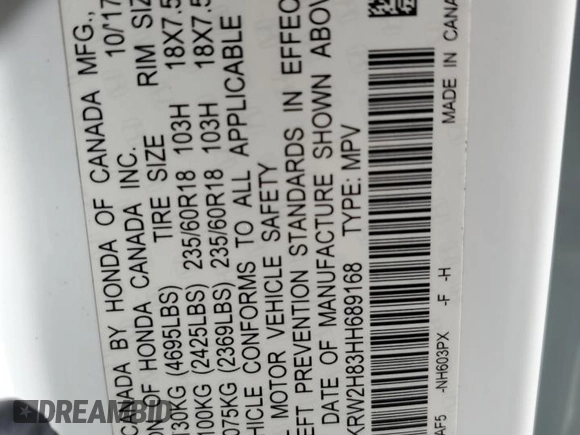 CANADA BY HONDA OF CANADA MFG., 10/17
ON OF HONDA CANADA INC.
TIRE SIZE RIM SIZE
130KG (4695LBS) 235/60R18 103H 18X7.5
100KG (2425LBS) 235/60R18 103H 18X7.5
075KG (2369LBS)
HICLE CONFORMS TO ALL APPLICABLE
MOTOR VEHICLE SAFETY
EFT PREVENTION STANDARDS IN EFFEC
DATE OF MANUFACTURE SHOWN ABOV
KRW2H83HH689168 TYPE: MPV
AF5 -NH603PX -F -H MADE IN CANA
DREAMBID